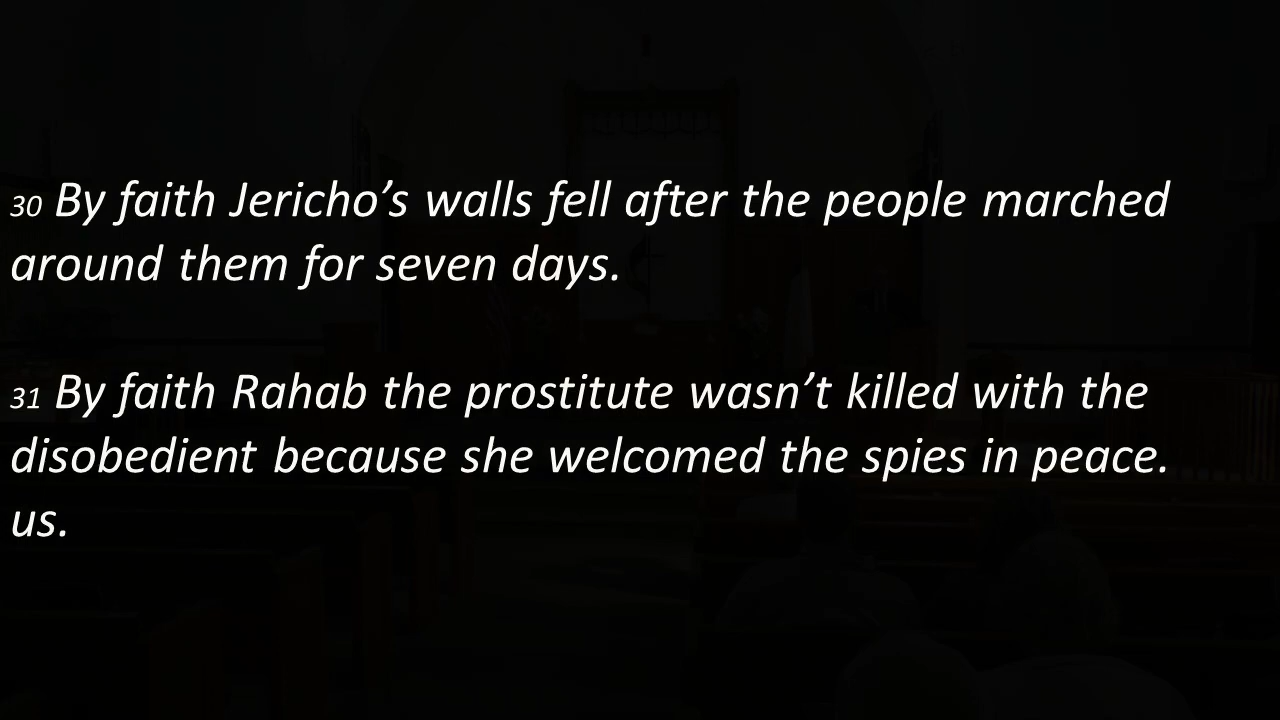 30 By faith Jericho’s walls fell after the people marched
around them for seven days.
31 By faith Rahab the prostitute wasn’t killed with the
disobedient because she welcomed the spies in peace.
us.